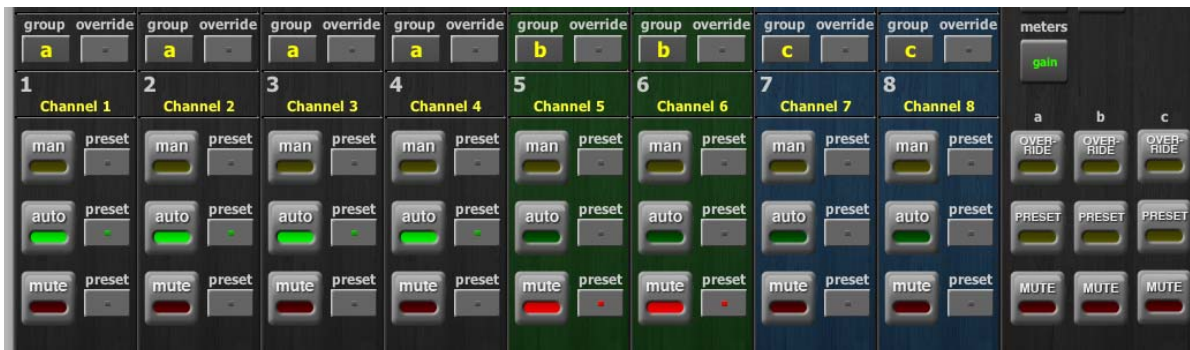 group override group override group override group override group override group override group override group override meters
a a a a b b c c gain
1 2 3 4 5 6 7 8
Channel 1 Channel 2 Channel 3 Channel 4 Channel 5 Channel 6 Channel 7 Channel 8
a b c
man preset man preset man preset man preset man preset man preset man preset man preset OVER-RIDE OVER-RIDE OVER-RIDE
auto preset auto preset auto preset auto preset auto preset auto preset auto preset auto preset PRESET PRESET PRESET
mute preset mute preset mute preset mute preset mute preset mute preset mute preset mute preset MUTE MUTE MUTE